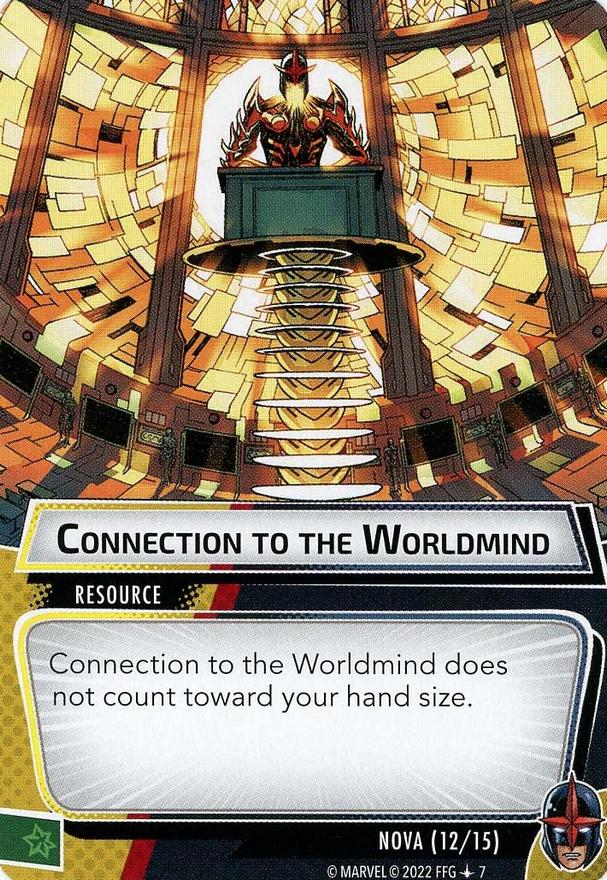 CONNECTION TO THE WORLDMIND
RESOURCE
Connection to the Worldmind does
not count toward your hand size.
NOVA (12/15)
© MARVEL © 2022 FFG 7